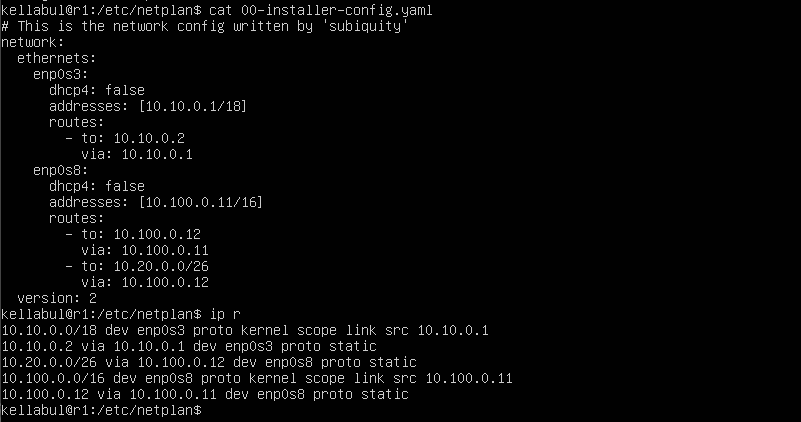 kellabul@r1:/etc/netplan$ cat 00-installer-config.yaml
# This is the network config written by 'subiquity'
network:
  ethernets:
    enp0s3:
      dhcp4: false
      addresses: [10.10.0.1/18]
      routes:
        - to: 10.10.0.2
          via: 10.10.0.1
    enp0s8:
      dhcp4: false
      addresses: [10.100.0.11/16]
      routes:
        - to: 10.100.0.12
          via: 10.100.0.11
        - to: 10.20.0.0/26
          via: 10.100.0.12
  version: 2
kellabul@r1:/etc/netplan$ ip r
10.10.0.0/18 dev enp0s3 proto kernel scope link src 10.10.0.1
10.10.0.2 via 10.10.0.1 dev enp0s3 proto static
10.20.0.0/26 via 10.100.0.12 dev enp0s8 proto static
10.100.0.0/16 dev enp0s8 proto kernel scope link src 10.100.0.11
10.100.0.12 via 10.100.0.11 dev enp0s8 proto static
kellabul@r1:/etc/netplan$